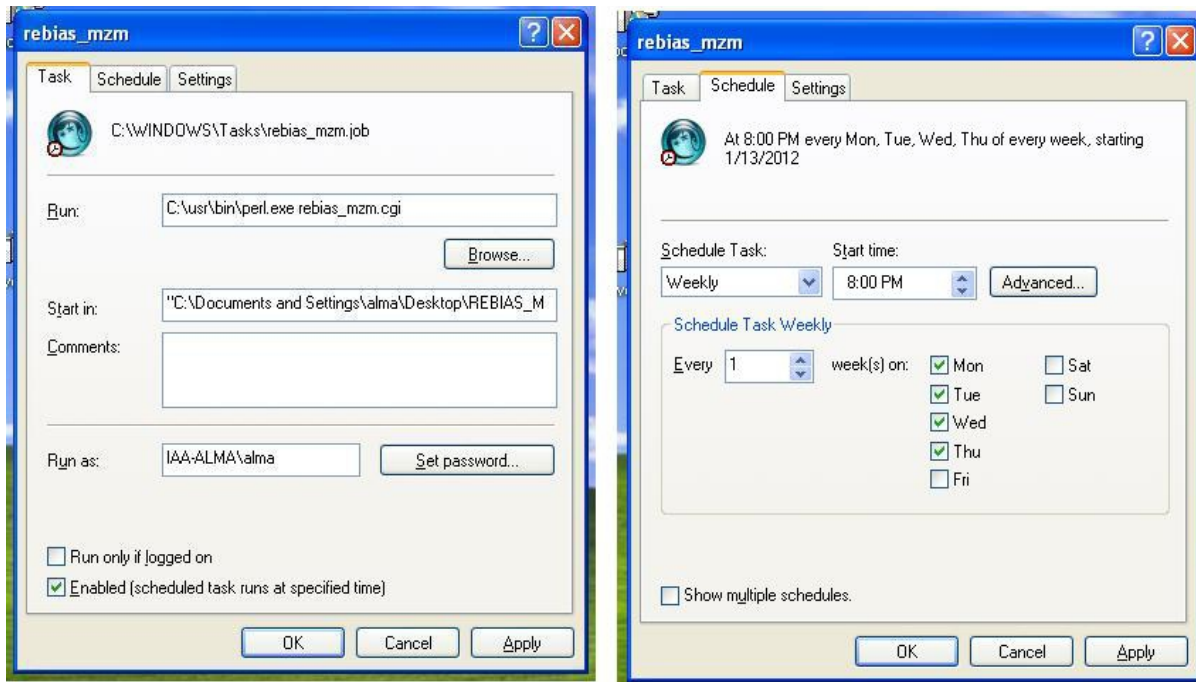 rebias_mzm
Task Schedule Settings
C:\WINDOWS\Tasks\rebias_mzm.job
Run: C:\usr\bin\perl.exe rebias_mzm.cgi
Browse...
Start in: "C:\Documents and Settings\alma\Desktop\REBIAS_M
Comments:
Run as: IAA-ALMA\alma Set password...
Run only if logged on
Enabled (scheduled task runs at specified time)
OK Cancel Apply
rebias_mzm
Task Schedule Settings
At 8:00 PM every Mon, Tue, Wed, Thu of every week, starting
1/13/2012
Schedule Task: Start time:
Weekly 8:00 PM Advanced...
Schedule Task Weekly
Every 1 week(s) on: Mon Sat
Tue Sun
Wed
Thu
Fri
Show multiple schedules.
OK Cancel Apply